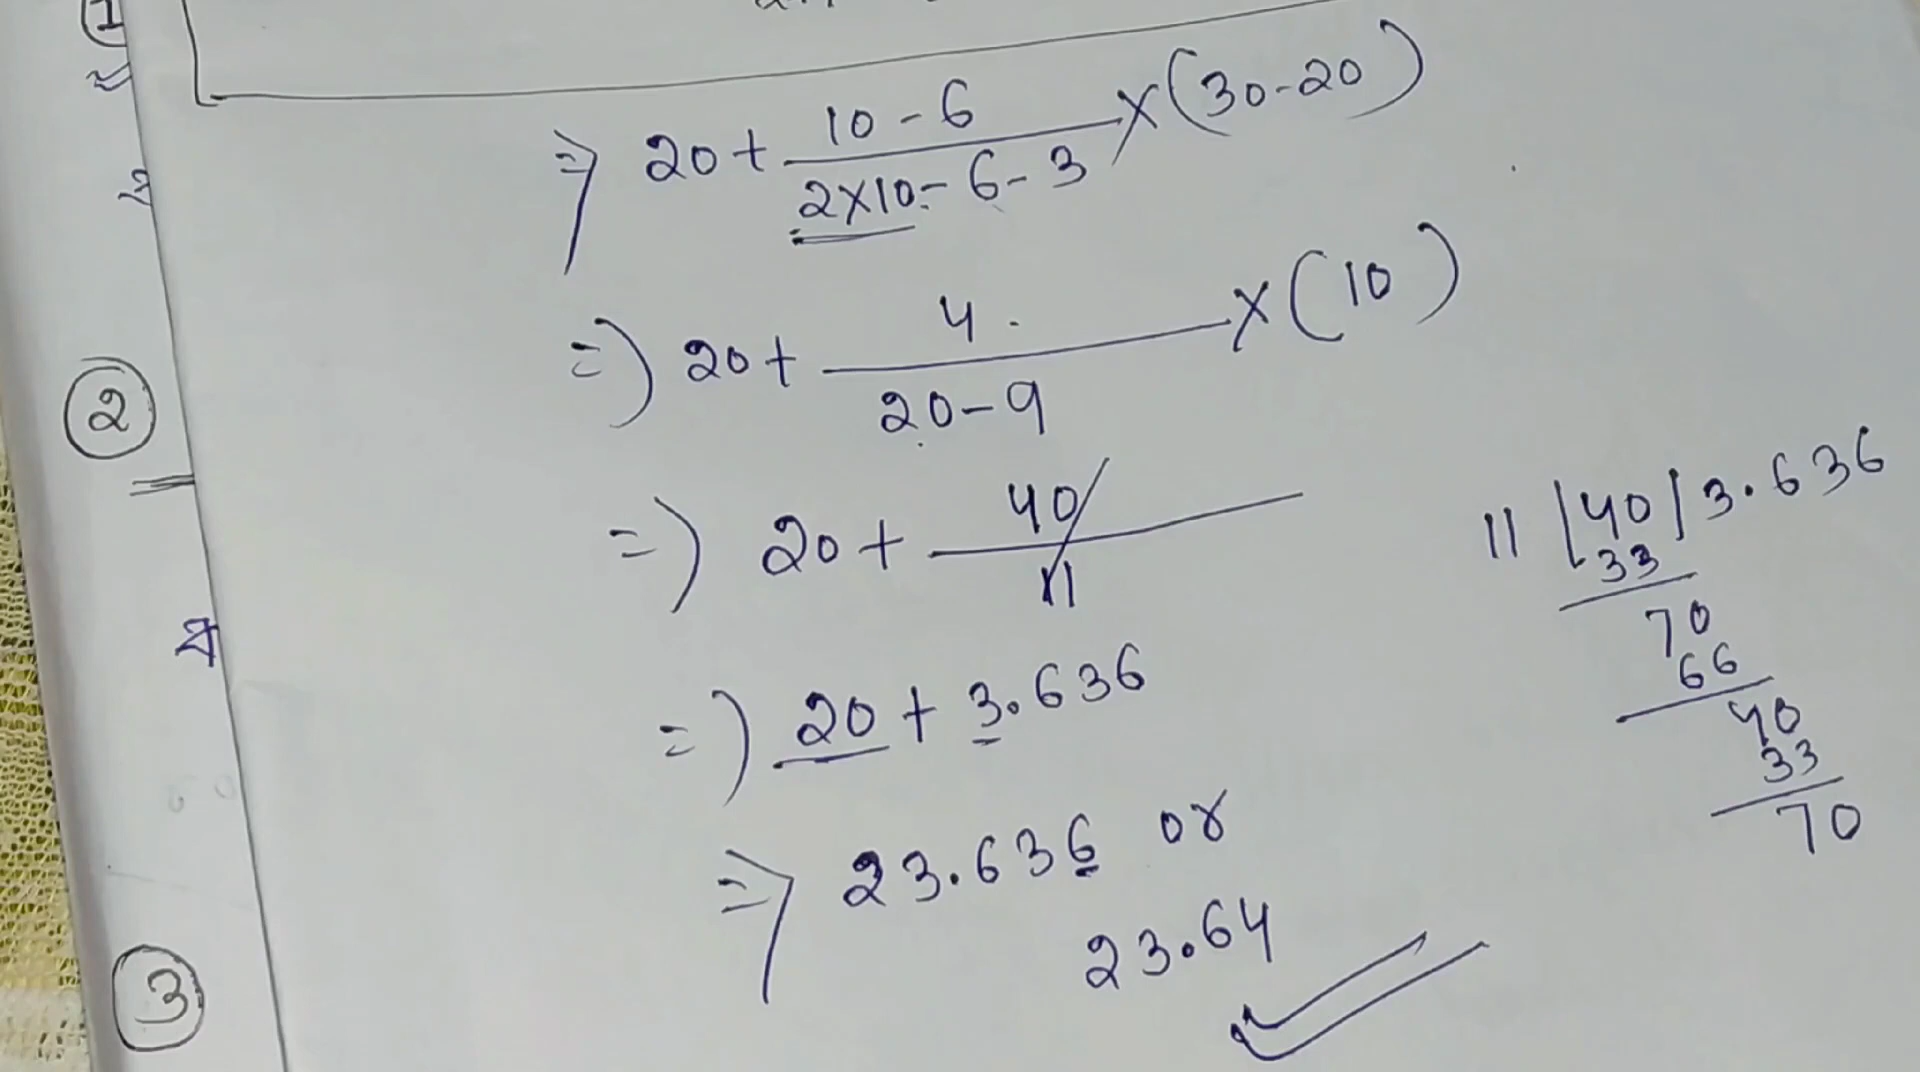 1
⇒ 20 + 10 - 6 / 2×10 - 6 - 3 × (30 - 20)
2
⇒ 20 + 4 / 20 - 9 × (10)
⇒ 20 + 40 / 11
11 | 40 | 3.636
33
70
66
40
33
70
⇒ 20 + 3.636
⇒ 23.636 or
23.64
3